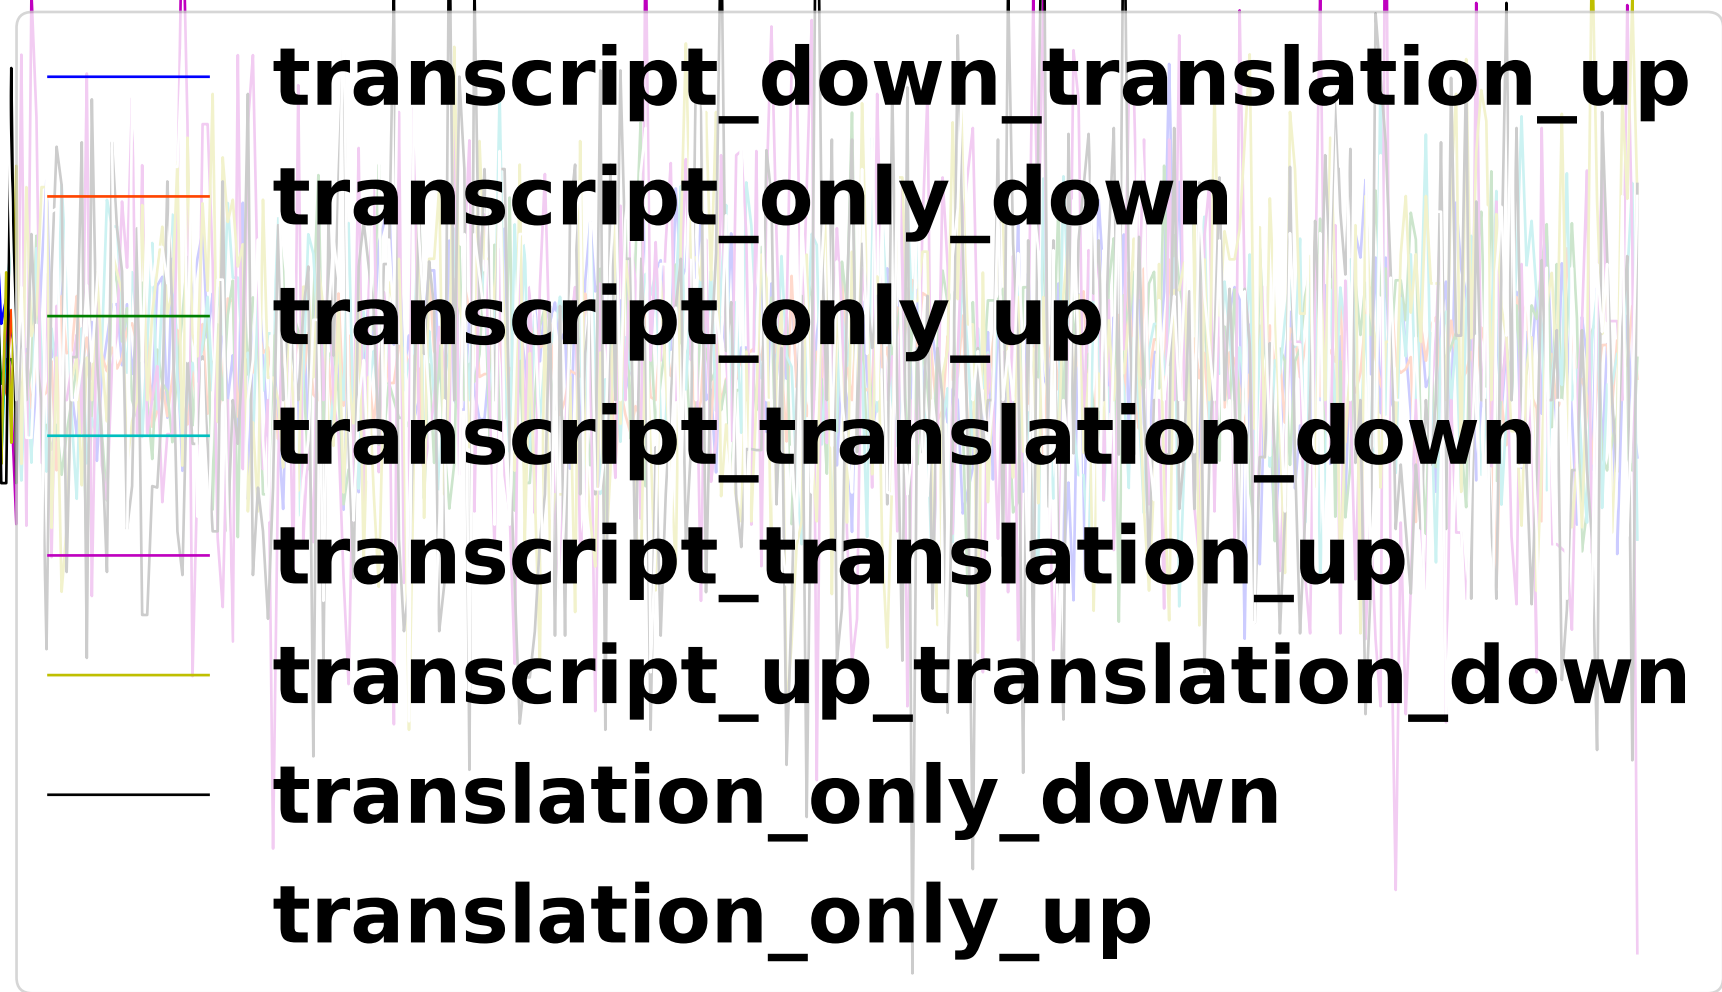 transcript_down_translation_up
transcript_only_down
transcript_only_up
transcript_translation_down
transcript_translation_up
transcript_up_translation_down
translation_only_down
translation_only_up